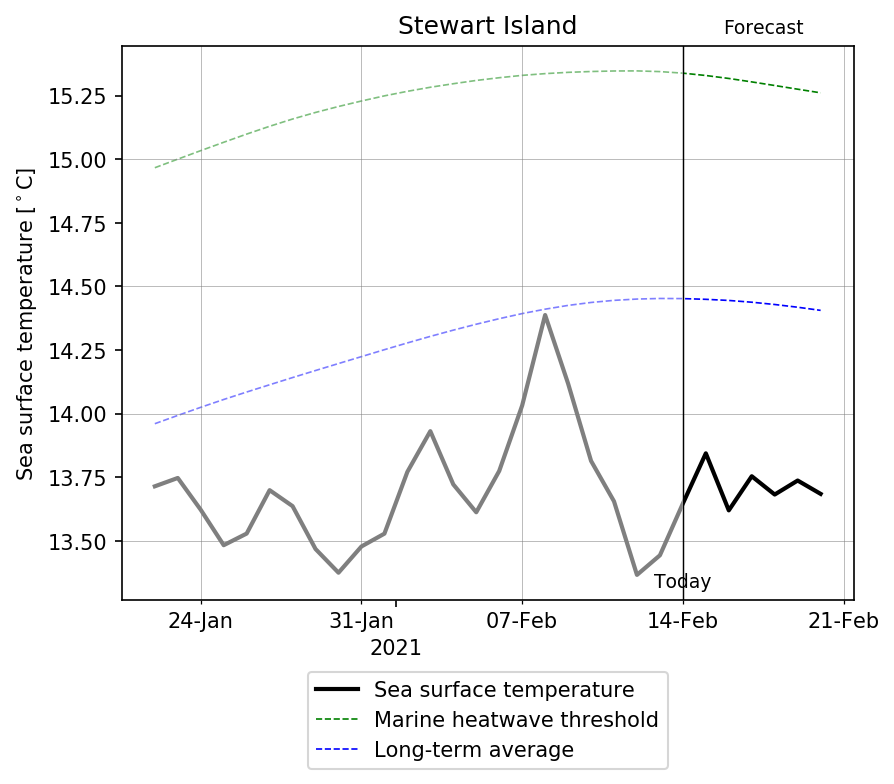 Stewart Island
Forecast
Sea surface temperature [°C]
15.25
15.00
14.75
14.50
14.25
14.00
13.75
13.50
Today
24-Jan
31-Jan
07-Feb
14-Feb
21-Feb
2021
Sea surface temperature
Marine heatwave threshold
Long-term average